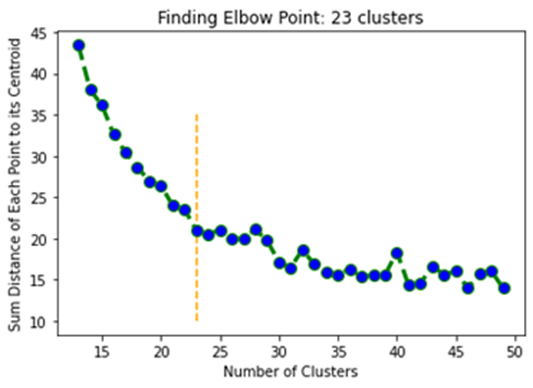 Finding Elbow Point: 23 clusters
Sum Distance of Each Point to its Centroid
45
40
35
30
25
20
15
10
15 20 25 30 35 40 45 50
Number of Clusters